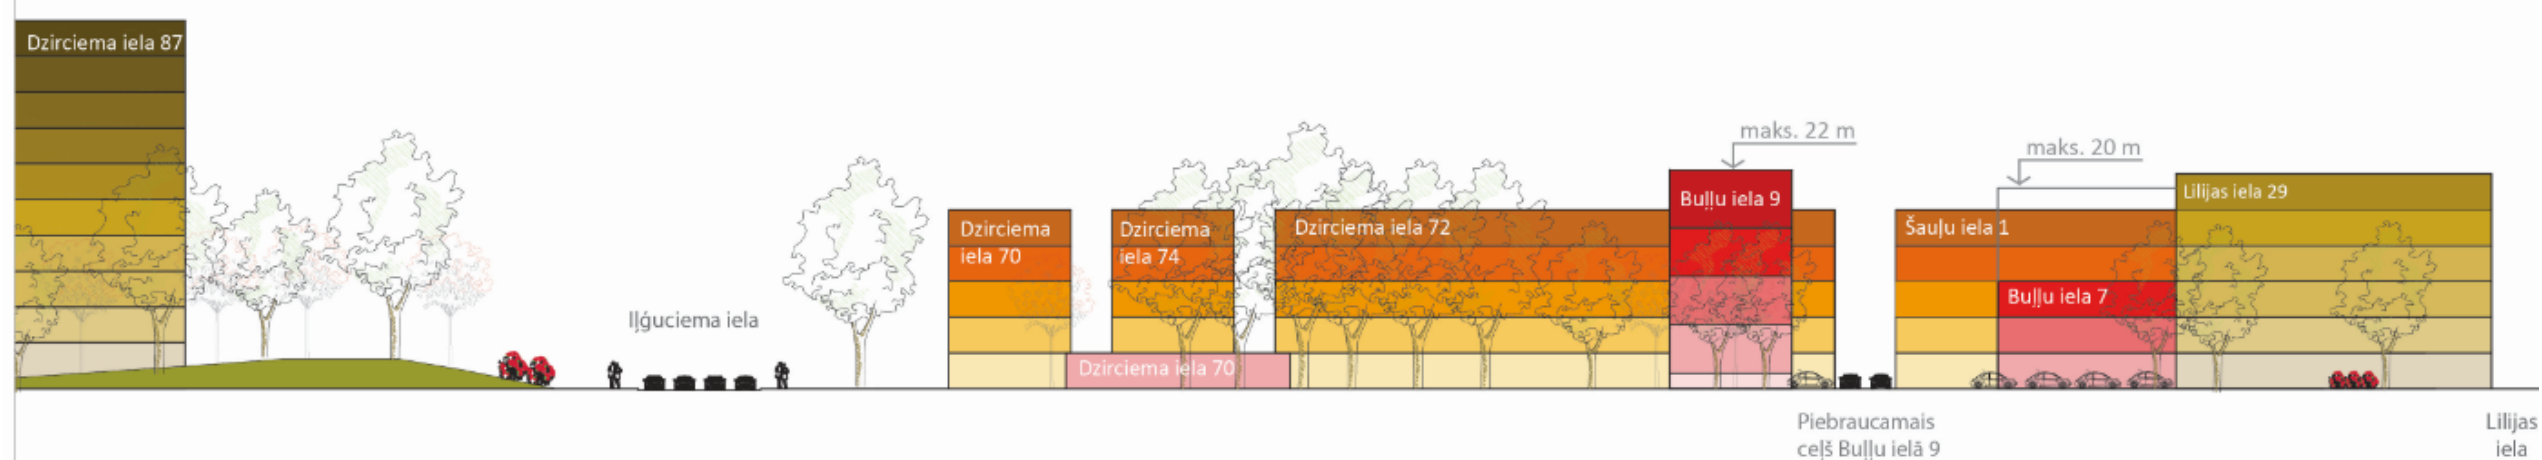 Dzirciema iela 87
Iļģuciema iela
Dzirciema
iela 70
Dzirciema
iela 74
Dzirciema iela 70
Dzirciema iela 72
maks. 22 m
Buļļu iela 9
Piebraucamais
ceļš Buļļu ielā 9
Šauļu iela 1
maks. 20 m
Buļļu iela 7
Lilijas iela 29
Lilijas
iela